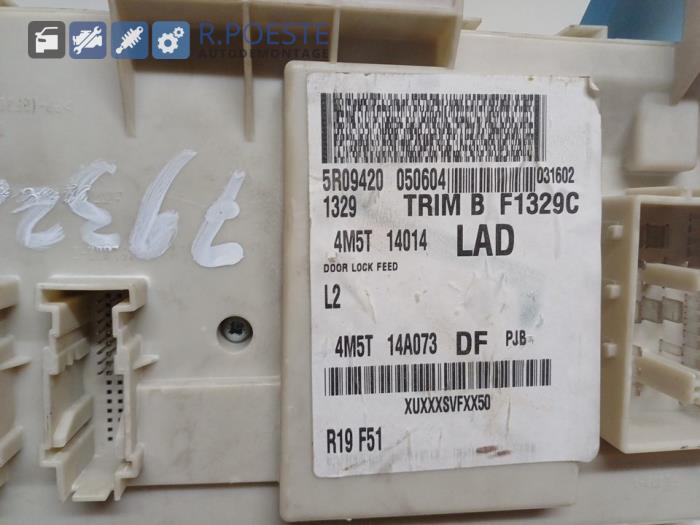 R.POESTE
AUTODEMONTAGE
5R09420 050604 031602
1329 TRIM B F1329C
4M5T 14014 LAD
DOOR LOCK FEED
L2
4M5T 14A073 DF PJB
XUXXXSVFXX50
R19 F51